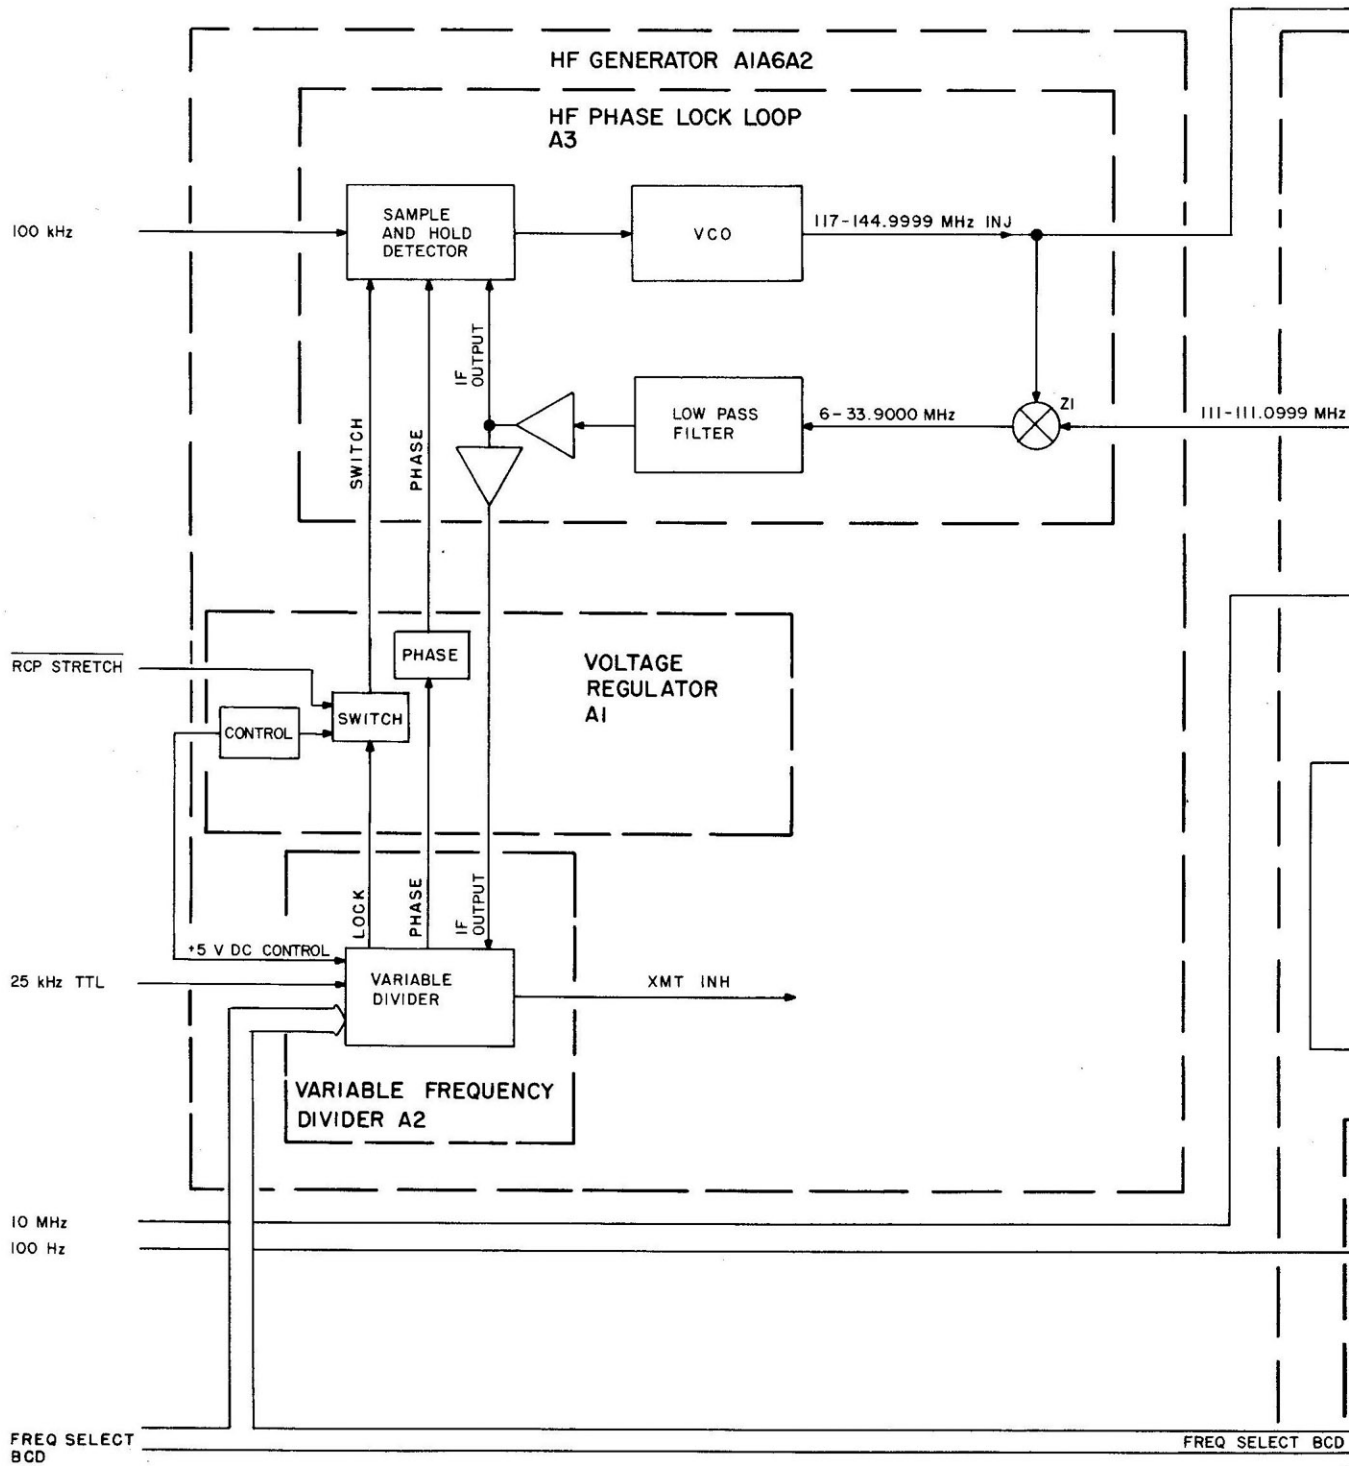 HF GENERATOR A1A6A2
HF PHASE LOCK LOOP
A3
100 kHz
SAMPLE
AND HOLD
DETECTOR
VCO
117-144.9999 MHz INJ
IF
OUTPUT
SWITCH
PHASE
LOW PASS
FILTER
6-33.9000 MHz
Z1
111-111.0999 MHz
RCP STRETCH
PHASE
VOLTAGE
REGULATOR
A1
SWITCH
CONTROL
LOCK
PHASE
IF
OUTPUT
+5 V DC CONTROL
25 kHz TTL
VARIABLE
DIVIDER
XMT INH
VARIABLE FREQUENCY
DIVIDER A2
10 MHz
100 Hz
FREQ SELECT
BCD
FREQ SELECT BCD